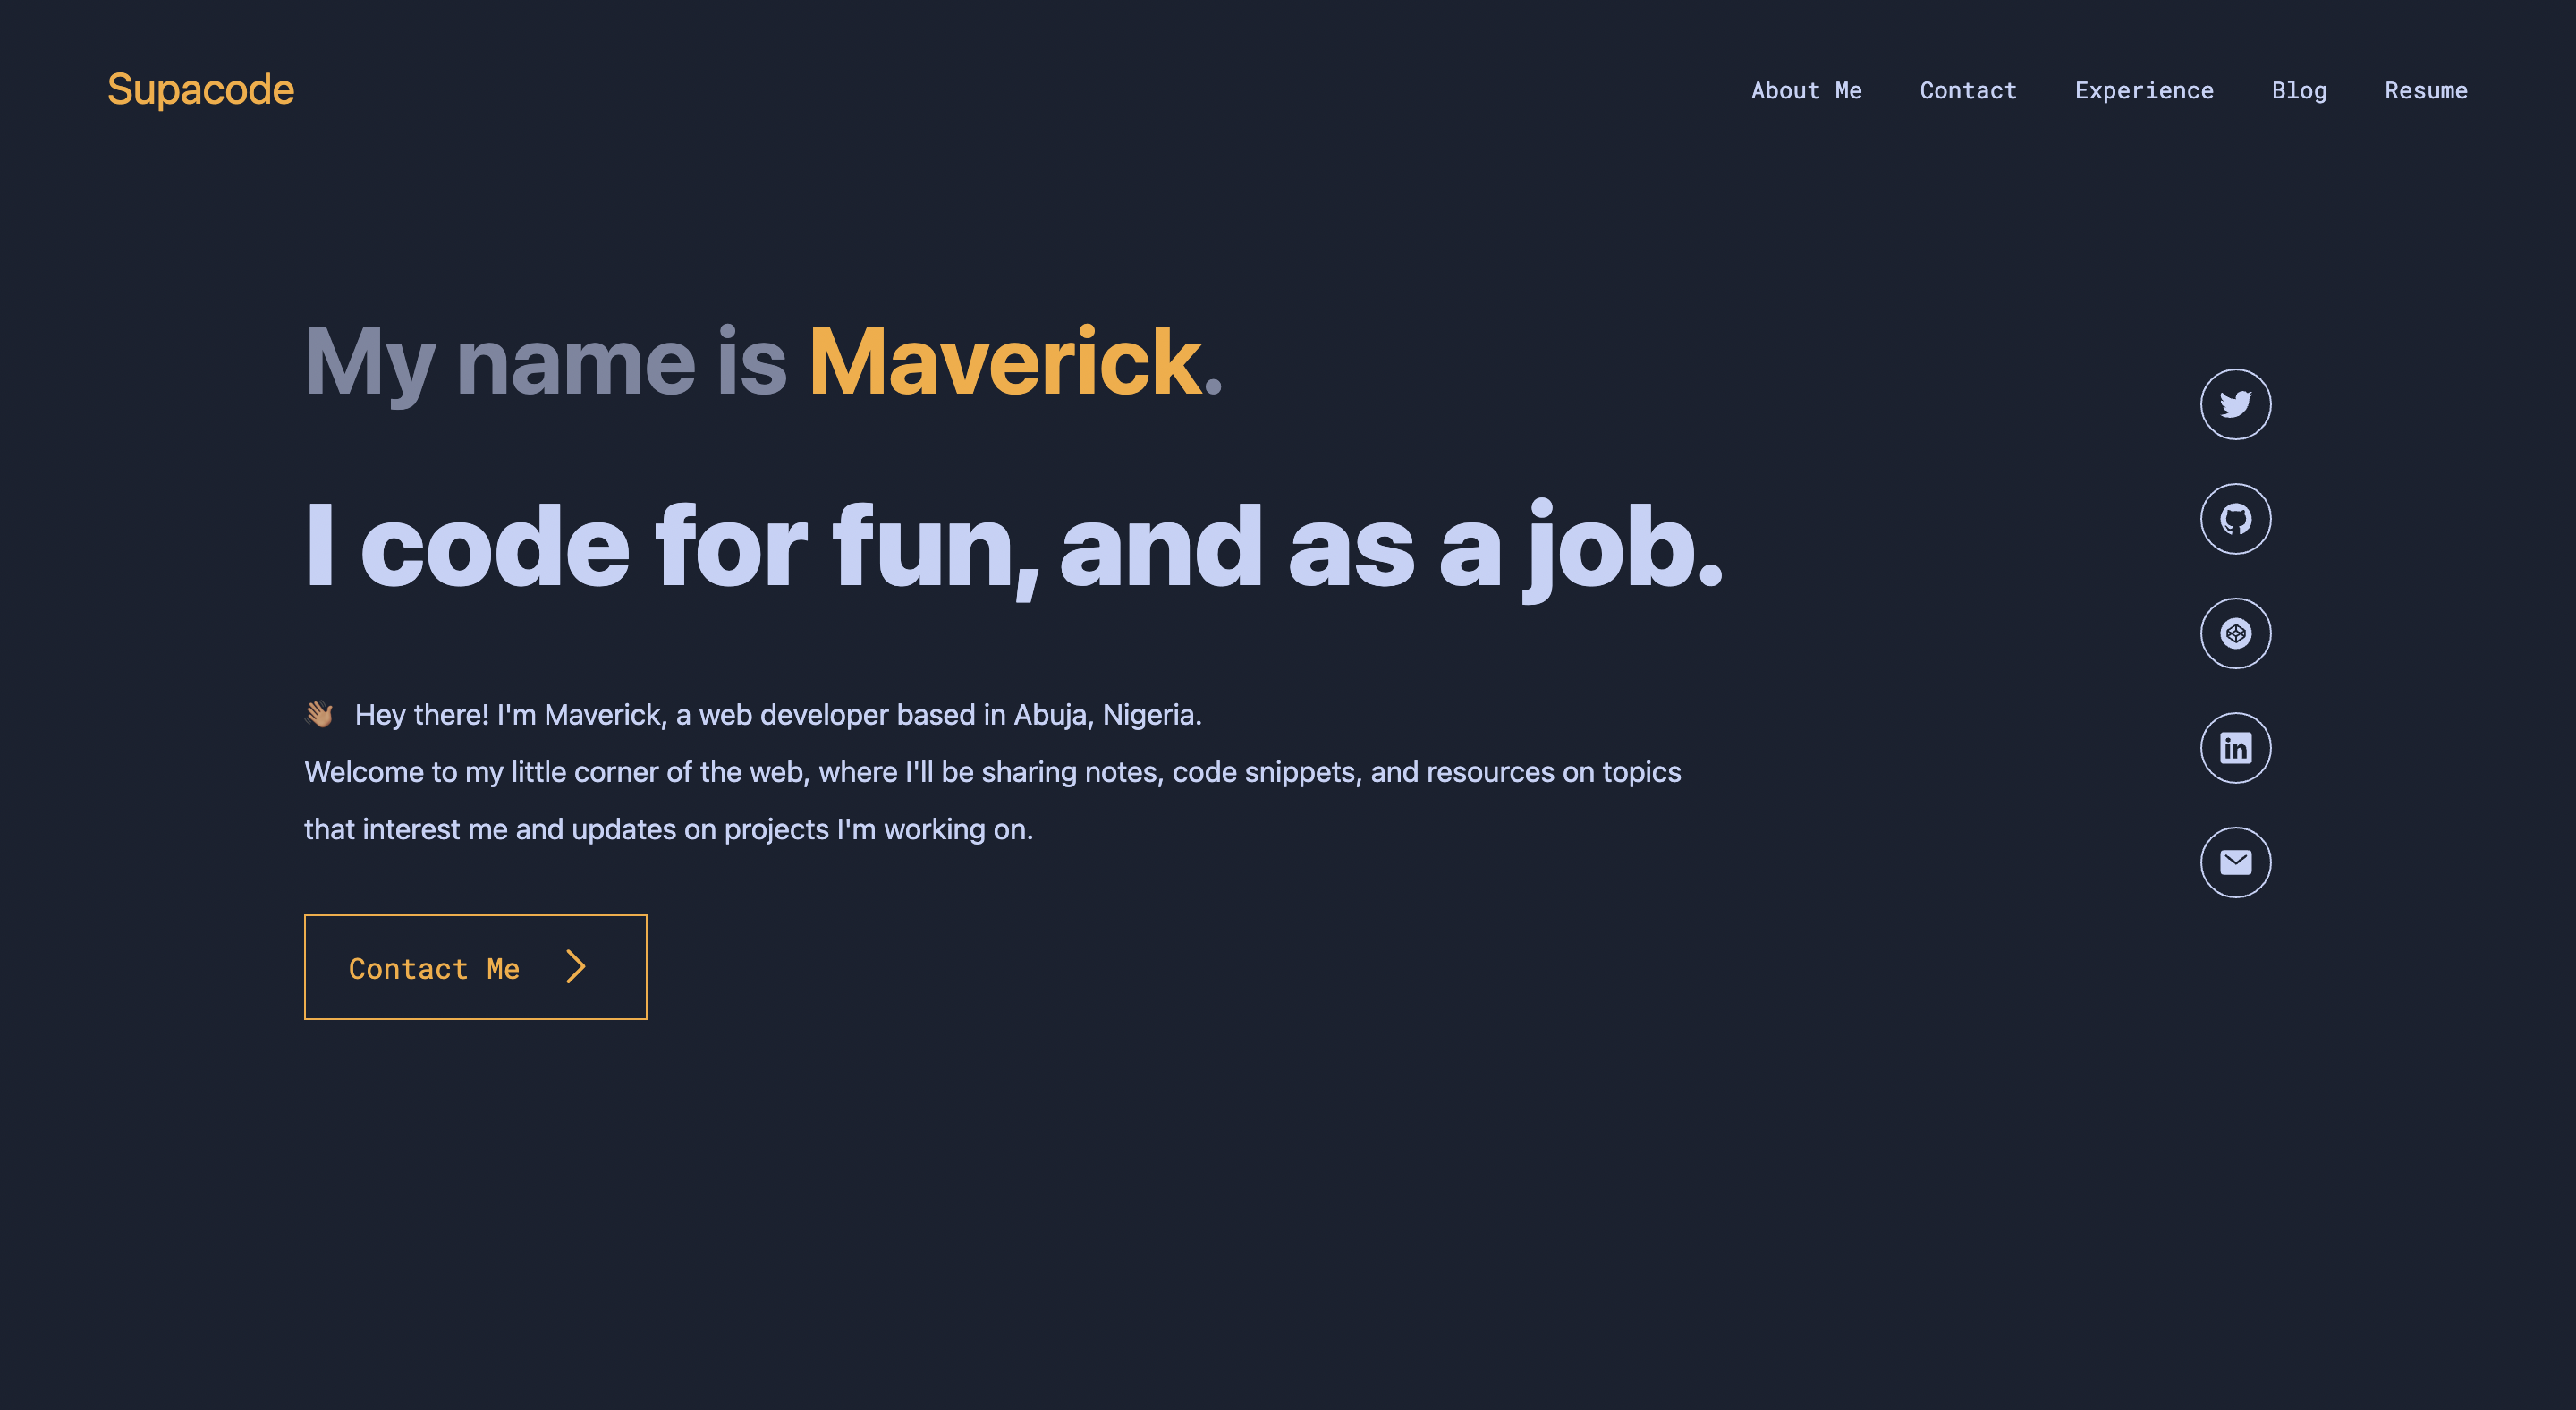 Supacode
About Me Contact Experience Blog Resume
My name is Maverick.
I code for fun, and as a job.
👋🏽 Hey there! I'm Maverick, a web developer based in Abuja, Nigeria.
Welcome to my little corner of the web, where I'll be sharing notes, code snippets, and resources on topics
that interest me and updates on projects I'm working on.
in
Contact Me